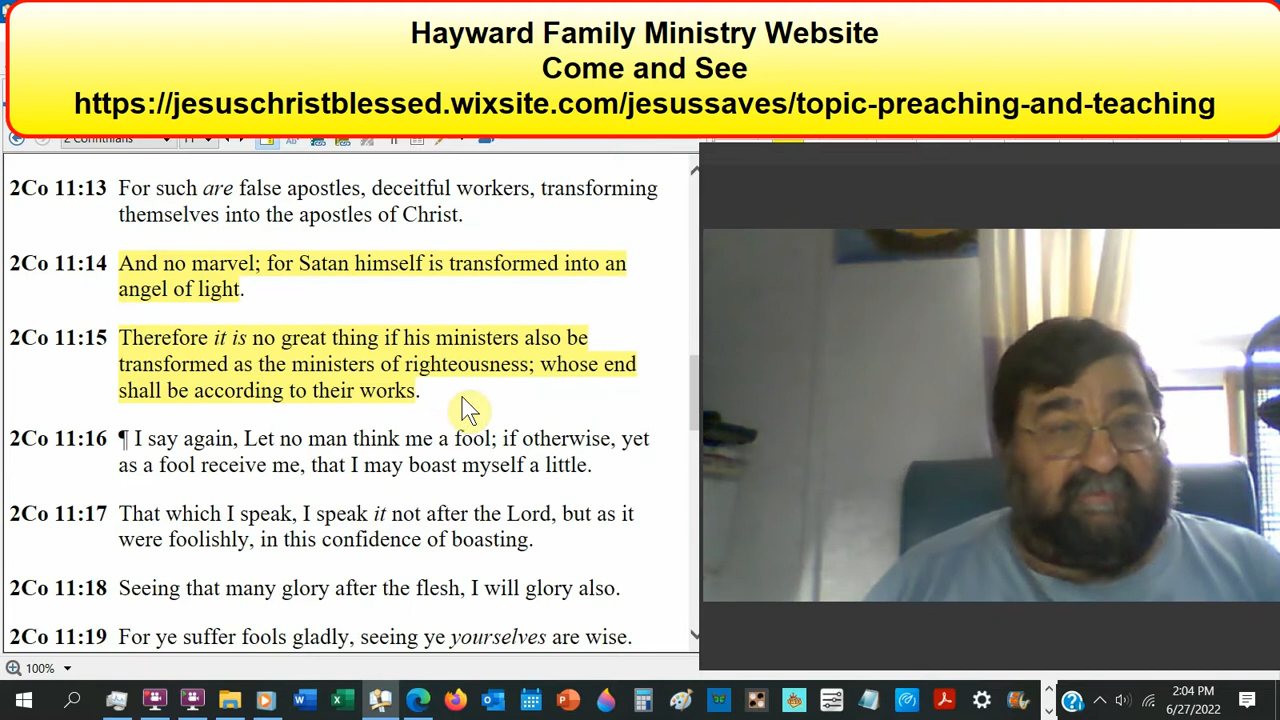 Hayward Family Ministry Website
Come and See
https://jesuschristblessed.wixsite.com/jesussaves/topic-preaching-and-teaching
2 Corinthians
11
2Co 11:13 For such are false apostles, deceitful workers, transforming
themselves into the apostles of Christ.
2Co 11:14 And no marvel; for Satan himself is transformed into an
angel of light.
2Co 11:15 Therefore it is no great thing if his ministers also be
transformed as the ministers of righteousness; whose end
shall be according to their works.
2Co 11:16 ¶ I say again, Let no man think me a fool; if otherwise, yet
as a fool receive me, that I may boast myself a little.
2Co 11:17 That which I speak, I speak it not after the Lord, but as it
were foolishly, in this confidence of boasting.
2Co 11:18 Seeing that many glory after the flesh, I will glory also.
2Co 11:19 For ye suffer fools gladly, seeing ye yourselves are wise.
100%
2:04 PM
6/27/2022